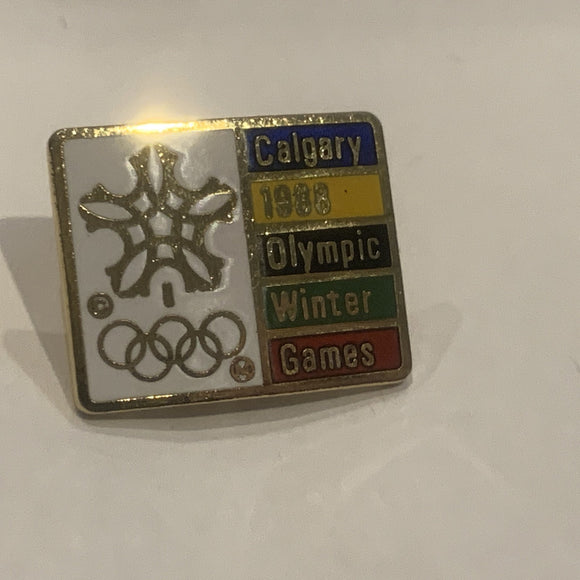 Calgary
1988
Olympic
Winter
Games